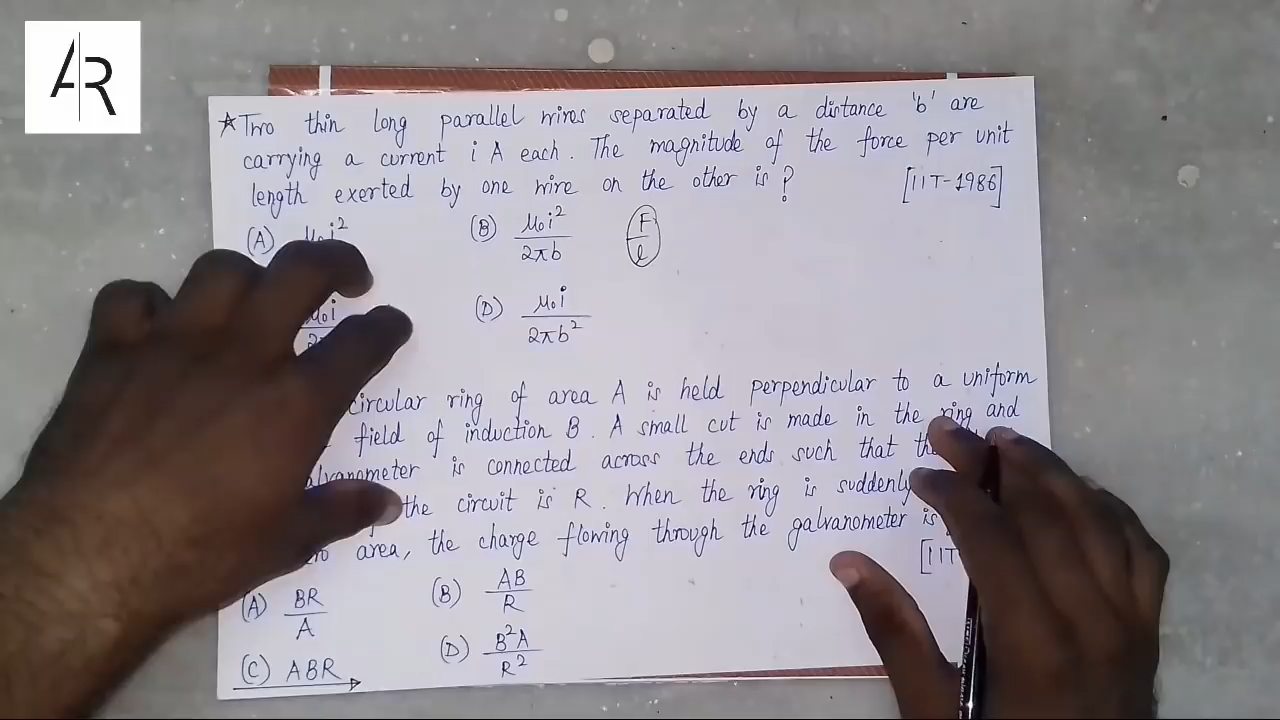 AR
★Two thin long parallel wires separated by a distance 'b' are
carrying a current i A each. The magnitude of the force per unit
length exerted by one wire on the other is ?
[IIT-1986]
(A) μ₀i²
(B) μ₀i²/2πb
F/l
μ₀i
(D) μ₀i/2πb²
circular ring of area A is held perpendicular to a uniform
field of induction B. A small cut is made in the ring and
galvanometer is connected across the ends such that
the circuit is R. When the ring is suddenly
area, the charge flowing through the galvanometer is
[IIT
(A) BR/A
(B) AB/R
(C) ABR
(D) B²A/R²